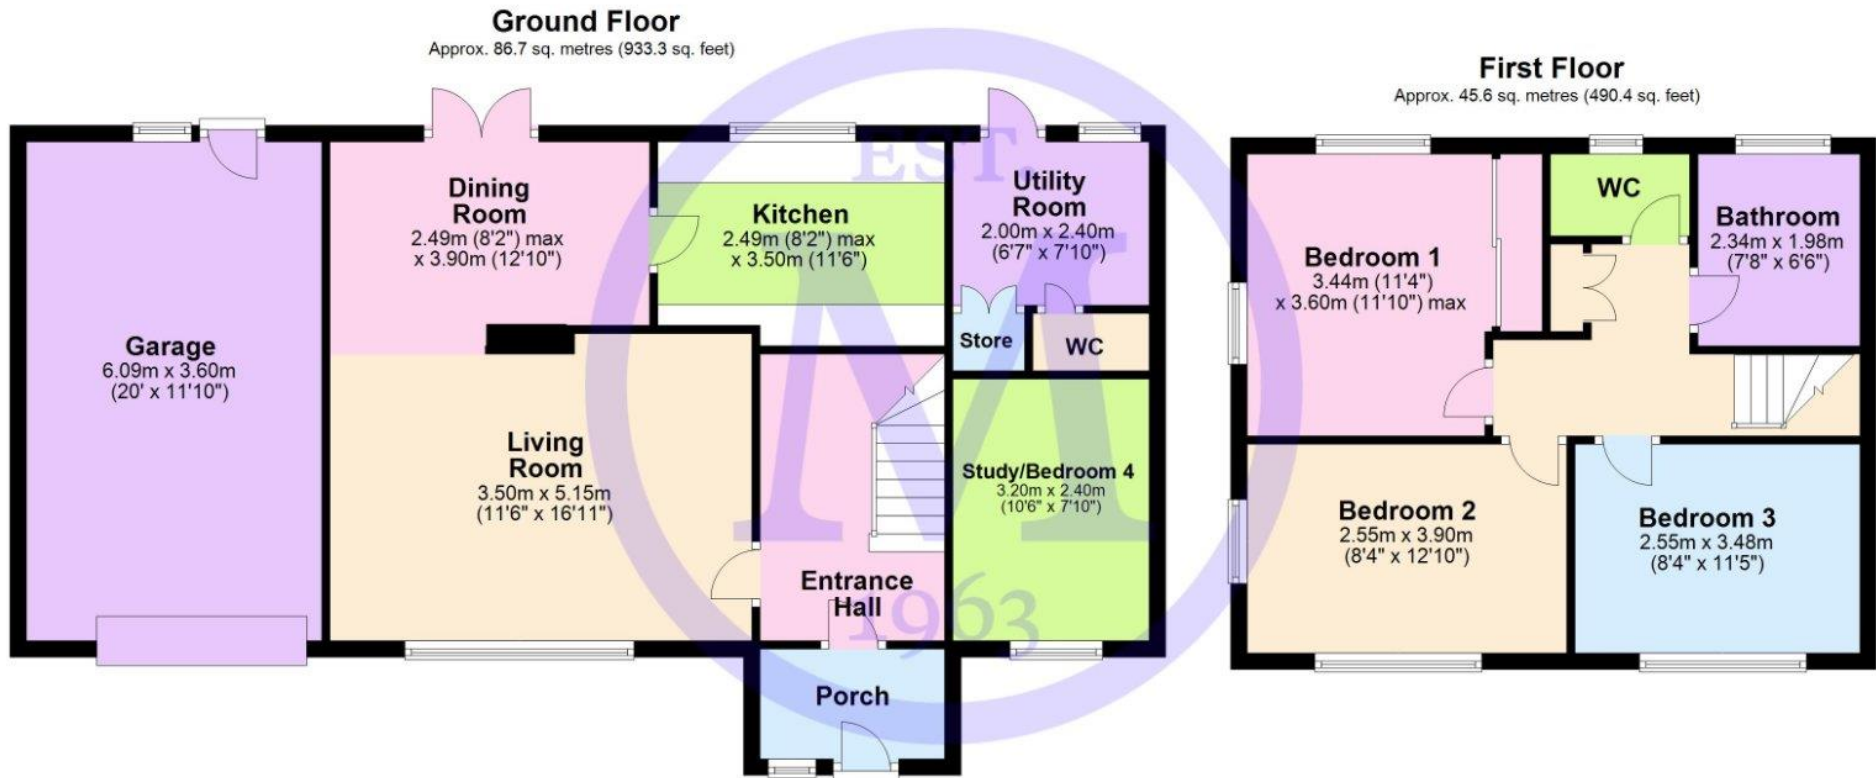 Ground Floor
Approx. 86.7 sq. metres (933.3 sq. feet)
Garage
6.09m x 3.60m
(20' x 11'10")
Dining
Room
2.49m (8'2") max
x 3.90m (12'10")
Kitchen
2.49m (8'2") max
x 3.50m (11'6")
Utility
Room
2.00m x 2.40m
(6'7" x 7'10")
Store
WC
Living
Room
3.50m x 5.15m
(11'6" x 16'11")
Study/Bedroom 4
3.20m x 2.40m
(10'6" x 7'10")
Entrance
Hall
Porch
EST.
M
1963
First Floor
Approx. 45.6 sq. metres (490.4 sq. feet)
WC
Bathroom
2.34m x 1.98m
(7'8" x 6'6")
Bedroom 1
3.44m (11'4")
x 3.60m (11'10") max
Bedroom 2
2.55m x 3.90m
(8'4" x 12'10")
Bedroom 3
2.55m x 3.48m
(8'4" x 11'5")